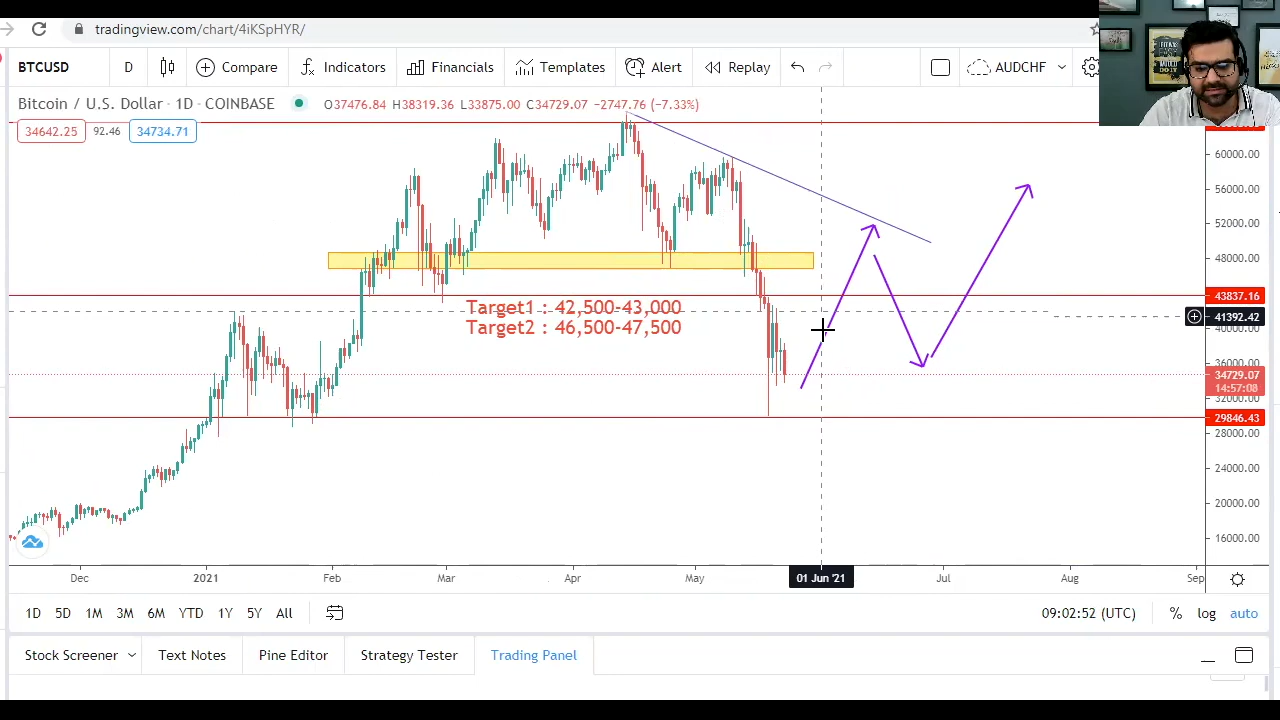 tradingview.com/chart/4iKSpHYR/
BTCUSD D Compare Indicators Financials Templates Alert Replay AUDCHF
Bitcoin / U.S. Dollar · 1D · COINBASE O37476.84 H38319.36 L33875.00 C34729.07 −2747.76 (−7.33%)
34642.25 92.46 34734.71
60000.00
56000.00
52000.00
48000.00
43837.16
41392.42
40000.00
36000.00
34729.07
14:57:08
32000.00
29846.43
28000.00
24000.00
20000.00
16000.00
Target1 : 42,500-43,000
Target2 : 46,500-47,500
Dec 2021 Feb Mar Apr May 01 Jun '21 Jul Aug Sep
1D 5D 1M 3M 6M YTD 1Y 5Y All 09:02:52 (UTC) % log auto
Stock Screener Text Notes Pine Editor Strategy Tester Trading Panel